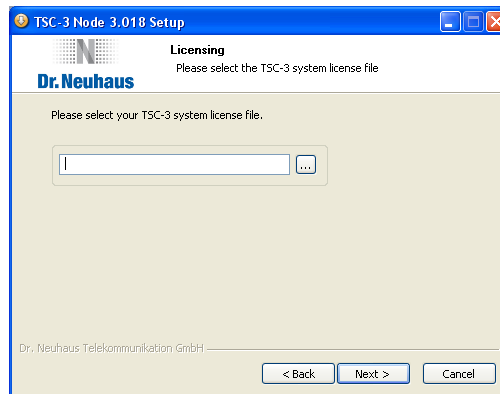 TSC-3 Node 3.018 Setup
N
Dr.Neuhaus
Licensing
Please select the TSC-3 system license file
Please select your TSC-3 system license file.
...
Dr. Neuhaus Telekommunikation GmbH
< Back Next > Cancel